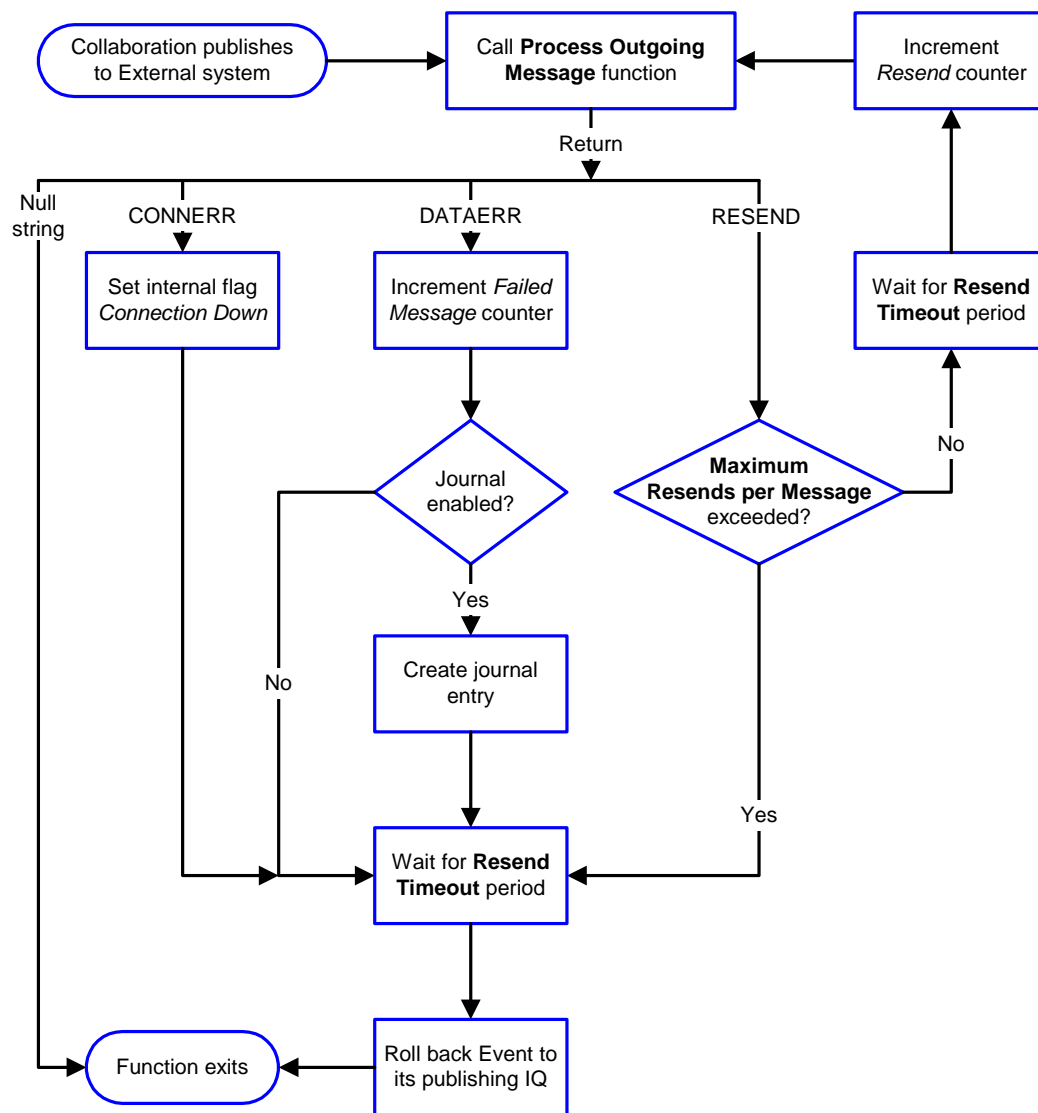 Collaboration publishes
to External system
Call Process Outgoing
Message function
Increment
Resend counter
Return
Null
string
CONNERR
DATAERR
RESEND
Set internal flag
Connection Down
Increment Failed
Message counter
Wait for Resend
Timeout period
No
Journal
enabled?
Maximum
Resends per Message
exceeded?
Yes
No
Create journal
entry
Yes
Wait for Resend
Timeout period
Function exits
Roll back Event to
its publishing IQ